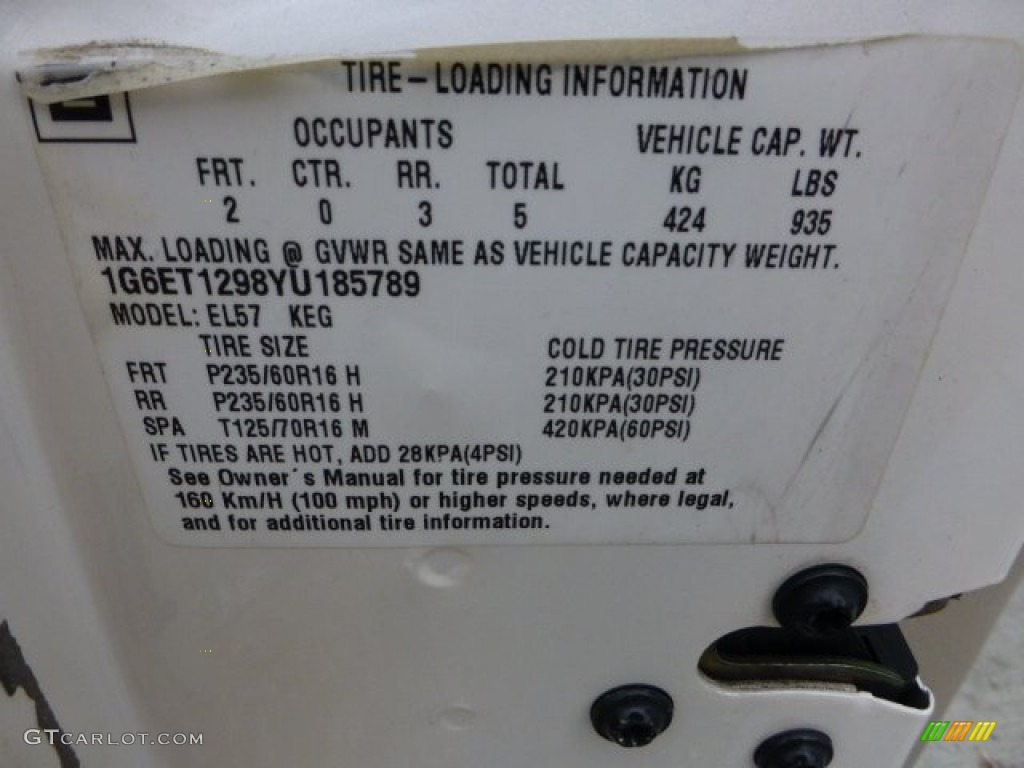 TIRE-LOADING INFORMATION
OCCUPANTS VEHICLE CAP. WT.
FRT. CTR. RR. TOTAL KG LBS
2 0 3 5 424 935
MAX. LOADING @ GVWR SAME AS VEHICLE CAPACITY WEIGHT.
1G6ET1298YU185789
MODEL: EL57 KEG
TIRE SIZE COLD TIRE PRESSURE
FRT P235/60R16 H 210KPA(30PSI)
RR P235/60R16 H 210KPA(30PSI)
SPA T125/70R16 M 420KPA(60PSI)
IF TIRES ARE HOT, ADD 28KPA(4PSI)
See Owner´s Manual for tire pressure needed at
160 Km/H (100 mph) or higher speeds, where legal,
and for additional tire information.
GTCARLOT.COM